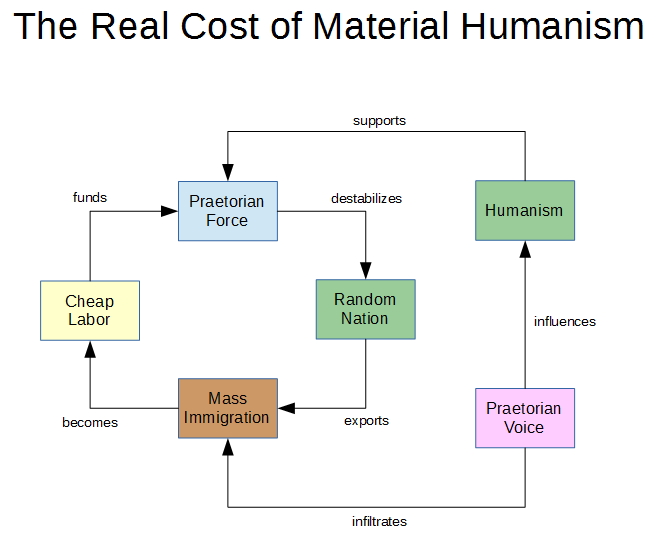 The Real Cost of Material Humanism
supports
funds
Praetorian
Force
destabilizes
Humanism
Cheap
Labor
Random
Nation
influences
Mass
Immigration
becomes
exports
Praetorian
Voice
infiltrates